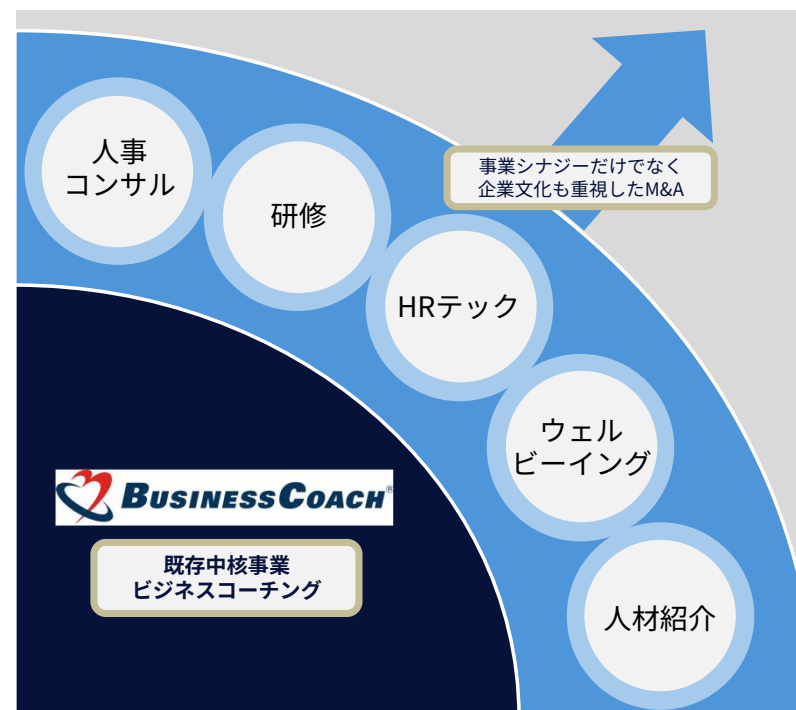 人事
コンサル
研修
事業シナジーだけでなく
企業文化も重視したM&A
HRテック
ウェル
ビーイング
BUSINESSCOACH®
既存中核事業
ビジネスコーチング
人材紹介